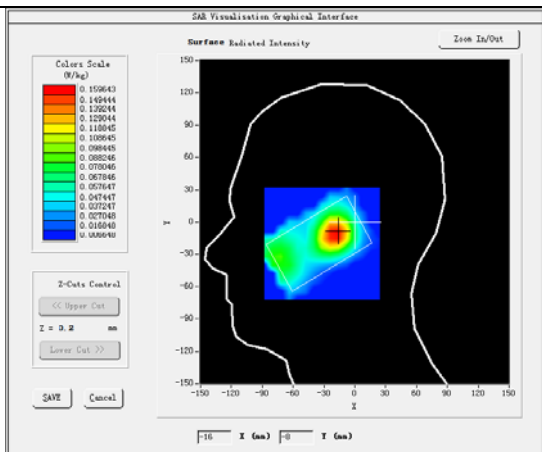 SAR Visualisation Graphical Interface
Surface Radiated Intensity
Zoom In/Out
Colors Scale
(W/kg)
0.159643
0.149444
0.139244
0.129044
0.118845
0.108645
0.098445
0.088246
0.078046
0.067846
0.057647
0.047447
0.037247
0.027048
0.016848
0.006648
150
120
90
60
30
0
-30
-60
-90
-120
-150
Y
-150 -120 -90 -60 -30 0 30 60 90 120 150
X
Z-Cuts Control
<< Upper Cut
Z = 3.2 mm
Lower Cut >>
SAVE Cancel
-16 X (mm) -8 Y (mm)